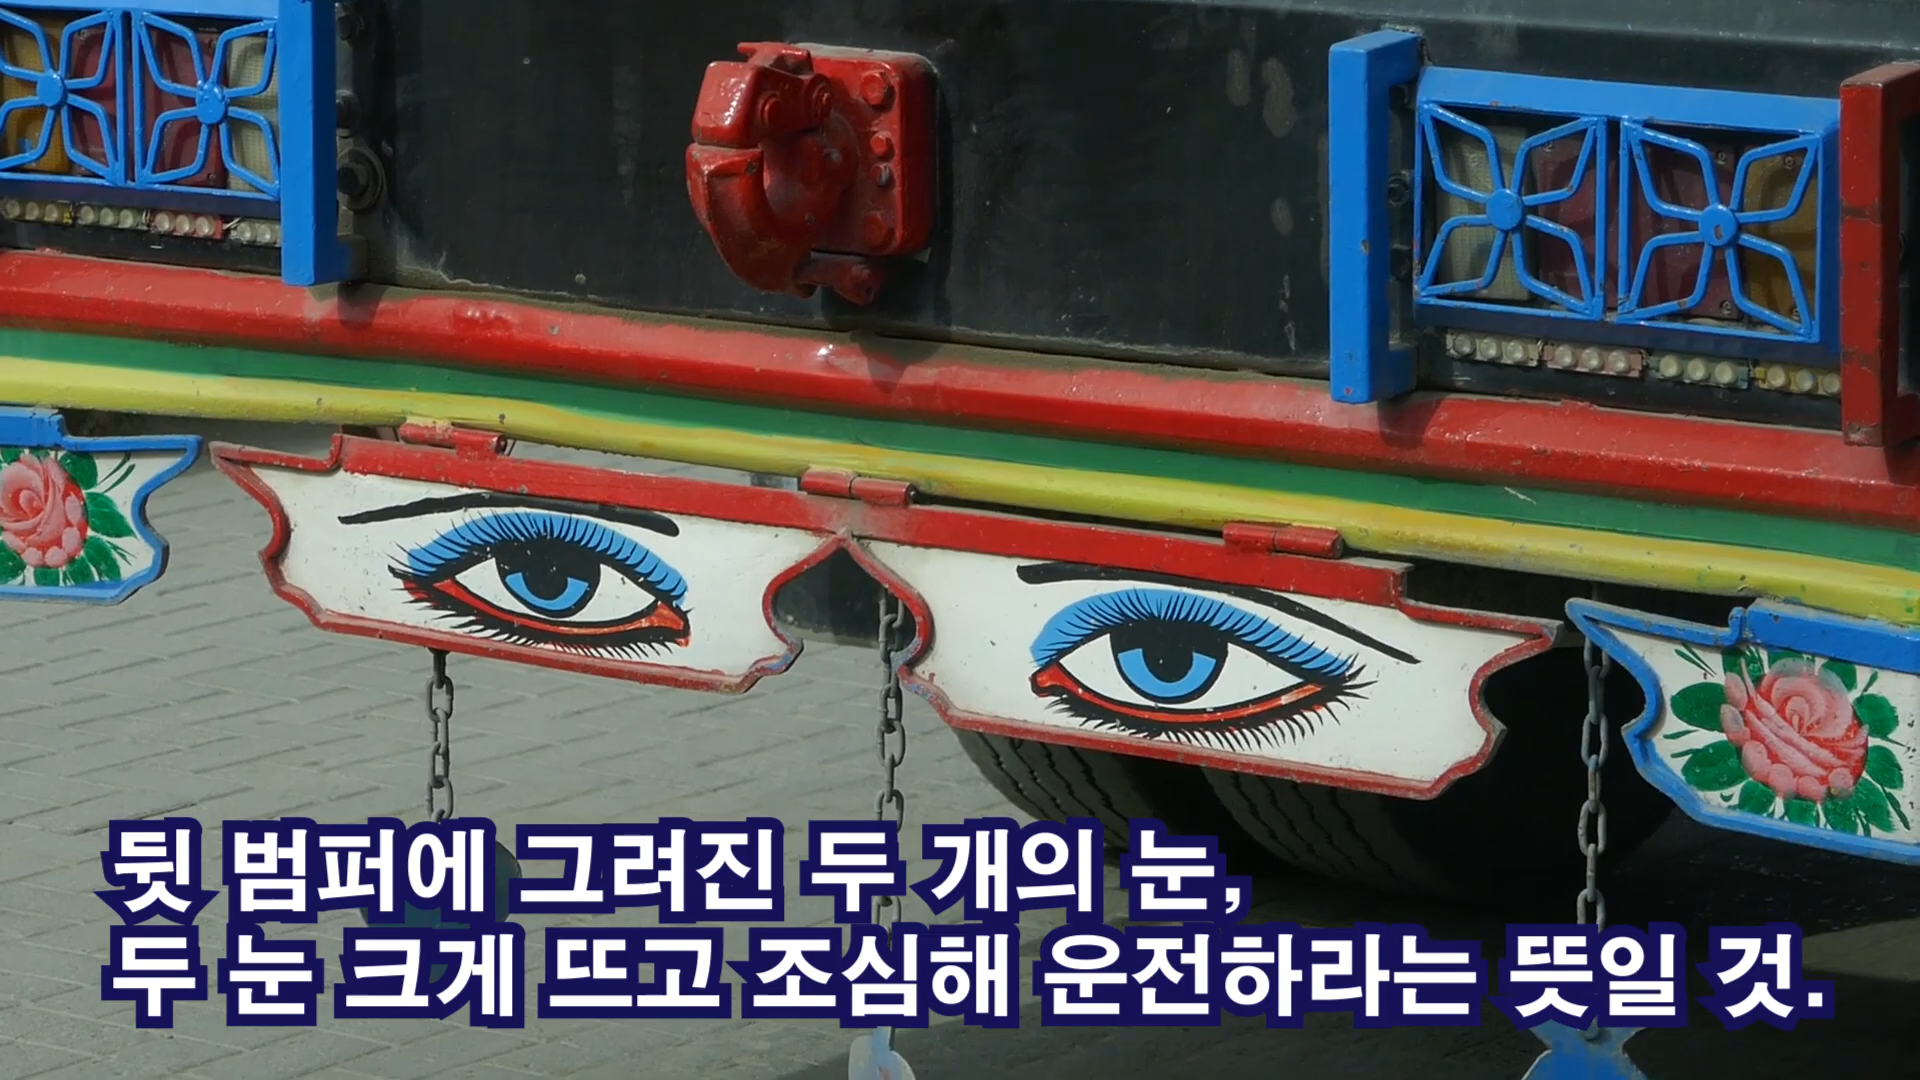 뒷 범퍼에 그려진 두 개의 눈,
두 눈 크게 뜨고 조심해 운전하라는 뜻일 것.